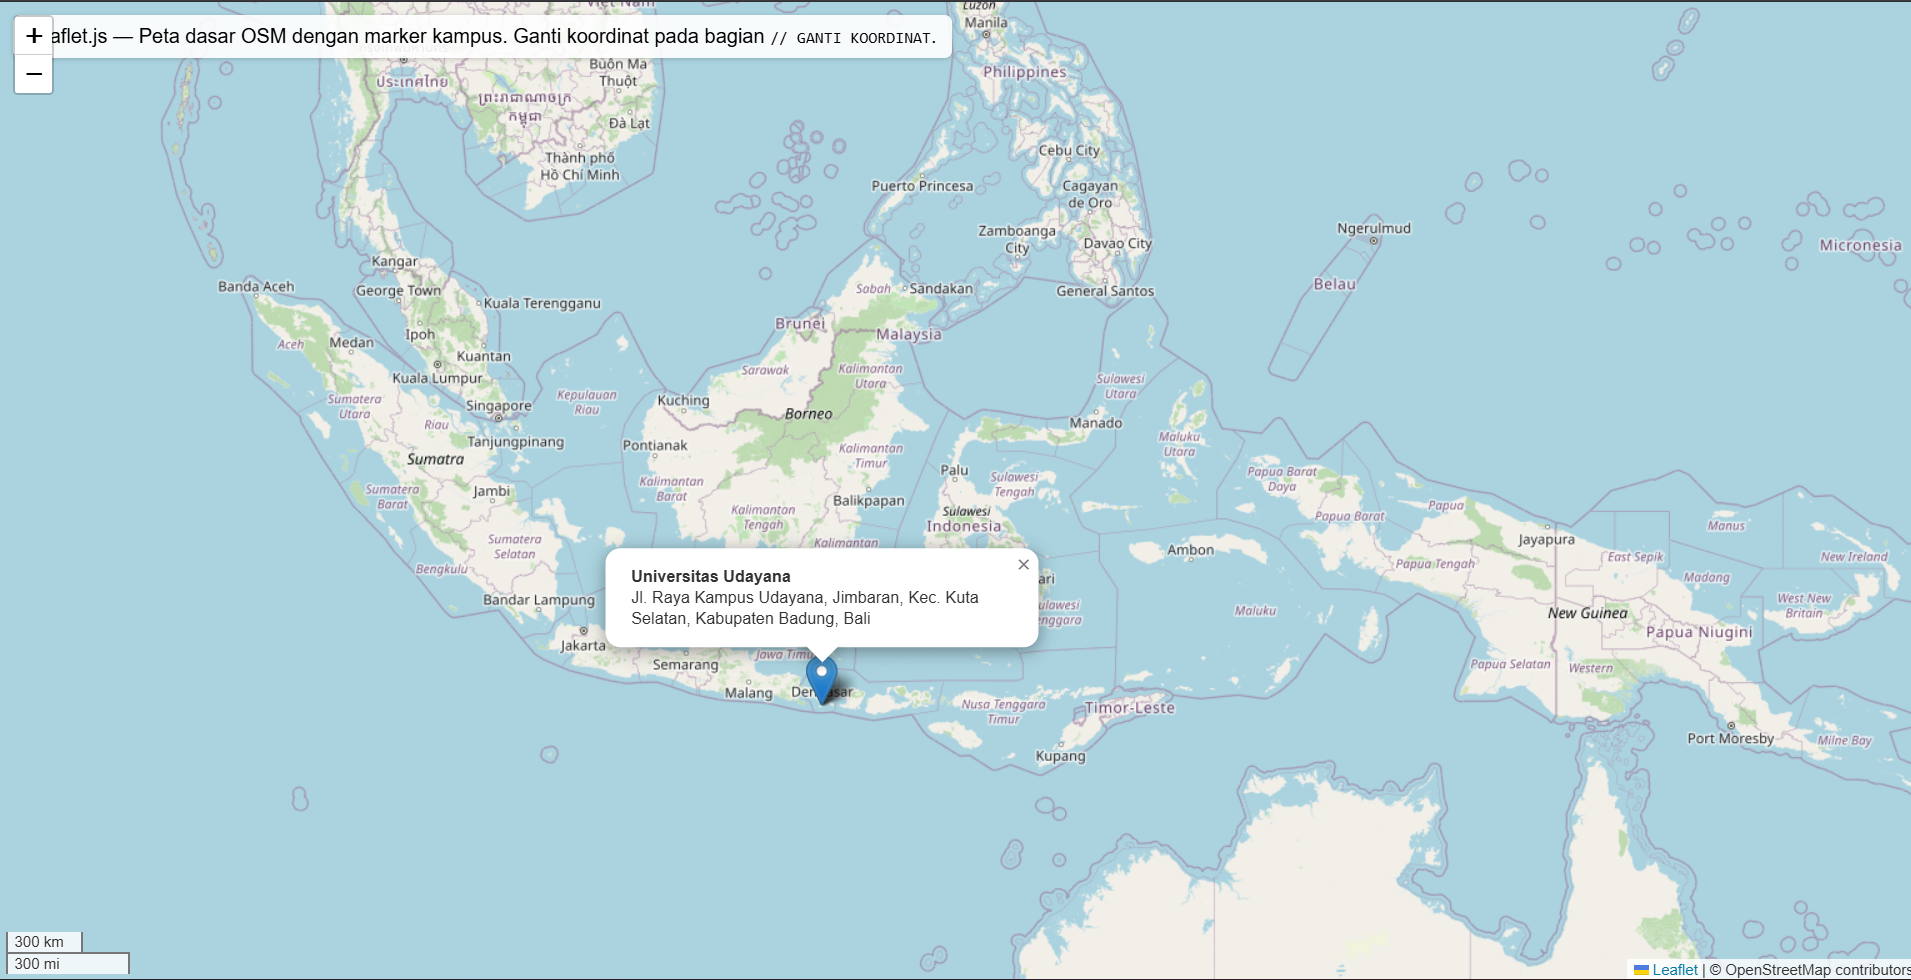 Viet Nam
Luzon
Manila
+
aflet.js — Peta dasar OSM dengan marker kampus. Ganti koordinat pada bagian // GANTI KOORDINAT.
−
Buôn Ma
Thuột
ประเทศไทย
Philippines
ព្រះរាជាណាចក្រ
កម្ពុជា
Đà Lạt
Cebu City
Thành phố
Hồ Chí Minh
Puerto Princesa
Cagayan
de Oro
Zamboanga
City
Davao City
Ngerulmud
Micronesia
Kangar
Banda Aceh
George Town
Kuala Terengganu
Sabah
Sandakan
General Santos
Belau
Brunei
Malaysia
Aceh
Medan
Ipoh
Kuantan
Kuala Lumpur
Sarawak
Kalimantan
Utara
Sulawesi
Utara
Sumatera
Utara
Kepulauan
Riau
Singapore
Kuching
Borneo
Riau
Manado
Tanjungpinang
Pontianak
Maluku
Utara
Sumatra
Kalimantan
Timur
Palu
Sulawesi
Tengah
Papua Barat
Daya
Sumatera
Barat
Jambi
Kalimantan
Barat
Balikpapan
Kalimantan
Tengah
Sulawesi
Indonesia
Papua Barat
Papua
Manus
Sumatera
Selatan
Kalimantan
Ambon
Jayapura
East Sepik
New Ireland
Bengkulu
Papua Tengah
Madang
Universitas Udayana
×
Jl. Raya Kampus Udayana, Jimbaran, Kec. Kuta
Selatan, Kabupaten Badung, Bali
ari
ulawesi
nggara
Bandar Lampung
Maluku
New Guinea
West New
Britain
Papua Niugini
Jakarta
Semarang
Jawa Timu
Papua Selatan
Western
Malang
Den asar
Nusa Tenggara
Timur
Timor-Leste
Kupang
Port Moresby
Milne Bay
300 km
300 mi
Leaflet | © OpenStreetMap contributors